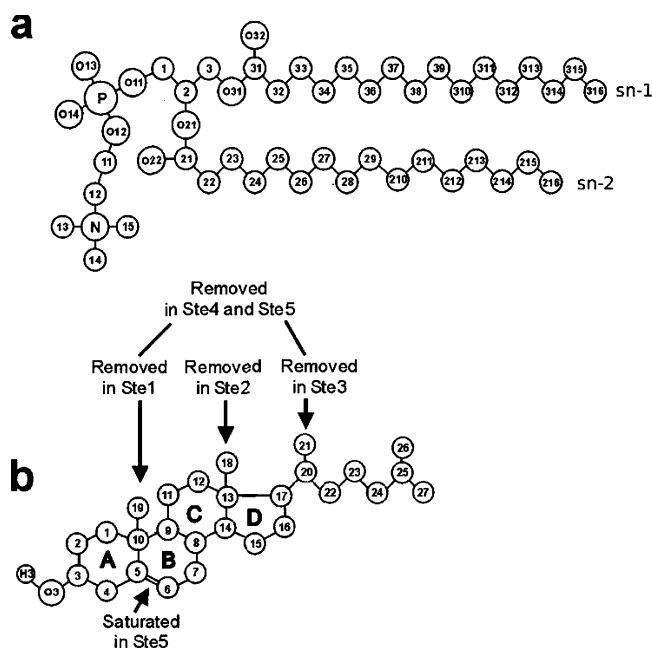 a
O32
O13 1 3 31 33 35 37 39 311 313 315
P O11 2 O31 32 34 36 38 310 312 314 316 sn-1
O14 O12 O21
11 O22 21 23 25 27 29 211 213 215
12 22 24 26 28 210 212 214 216 sn-2
13 N 15
14
Removed
in Ste4 and Ste5
Removed Removed Removed
in Ste1 in Ste2 in Ste3
b
21 26
18 20 23 25
12 22 24 27
11 13 17
19 C D 16
1 10 9 14 15
2 A B 8
H3 3 5 7
O3 4 6
Saturated
in Ste5